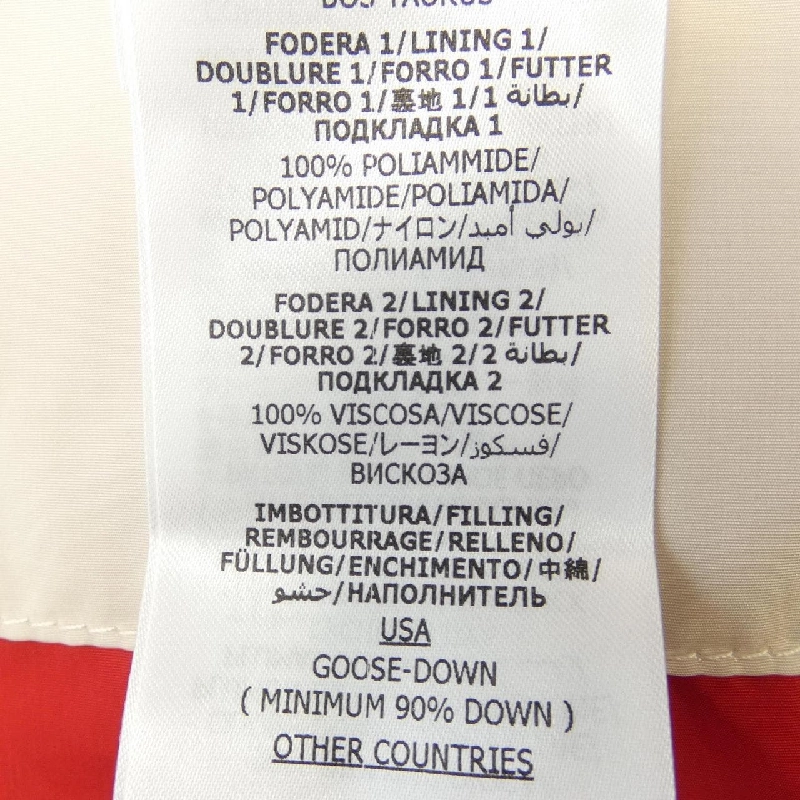 BOS TAURUS
FODERA 1/LINING 1/
DOUBLURE 1/FORRO 1/FUTTER
1/FORRO 1/裏地 1/1 بطانة/
ПОДКЛАДКА 1
100% POLIAMMIDE/
POLYAMIDE/POLIAMIDA/
POLYAMID/ナイロン/بولي أميد/
ПОЛИАМИД
FODERA 2/LINING 2/
DOUBLURE 2/FORRO 2/FUTTER
2/FORRO 2/裏地 2/2 بطانة/
ПОДКЛАДКА 2
100% VISCOSA/VISCOSE/
VISKOSE/レーヨン/فسكوز/
ВИСКОЗА
IMBOTTITURA/FILLING/
REMBOURRAGE/RELLENO/
FÜLLUNG/ENCHIMENTO/中綿/
حشو/НАПОЛНИТЕЛЬ
USA
GOOSE-DOWN
( MINIMUM 90% DOWN )
OTHER COUNTRIES